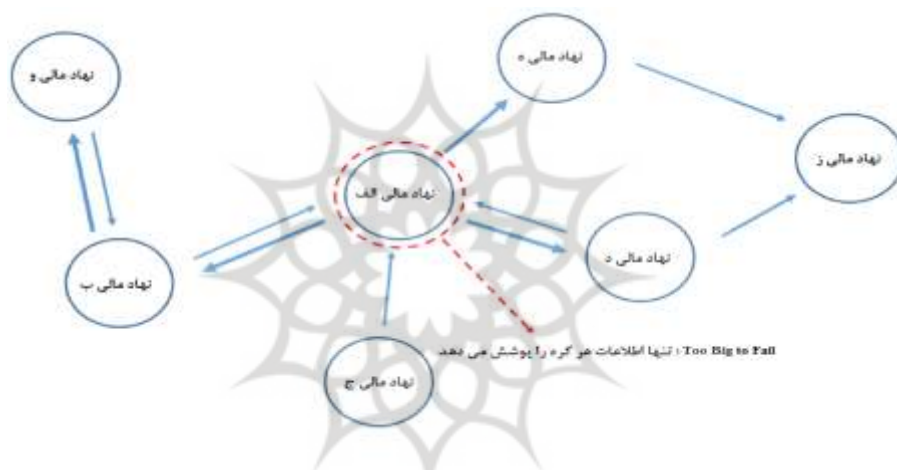 نهاد مالی ه
نهاد مالی و
نهاد مالی ز
نهاد مالی الف
نهاد مالی د
نهاد مالی ب
Too Big to Fail : تنها اطلاعات هر گره را پوشش می دهد
نهاد مالی ج